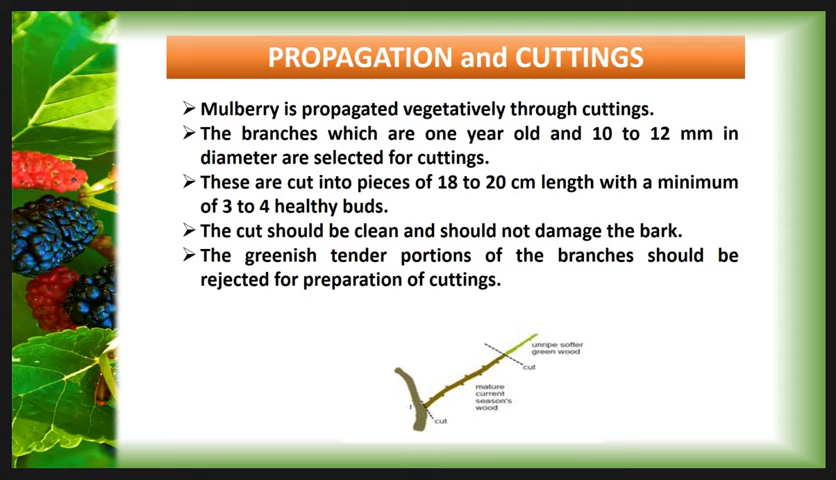 PROPAGATION and CUTTINGS
➢ Mulberry is propagated vegetatively through cuttings.
➢ The branches which are one year old and 10 to 12 mm in
diameter are selected for cuttings.
➢ These are cut into pieces of 18 to 20 cm length with a minimum
of 3 to 4 healthy buds.
➢ The cut should be clean and should not damage the bark.
➢ The greenish tender portions of the branches should be
rejected for preparation of cuttings.
unripe softer
green wood
cut
mature
current
season's
wood
cut